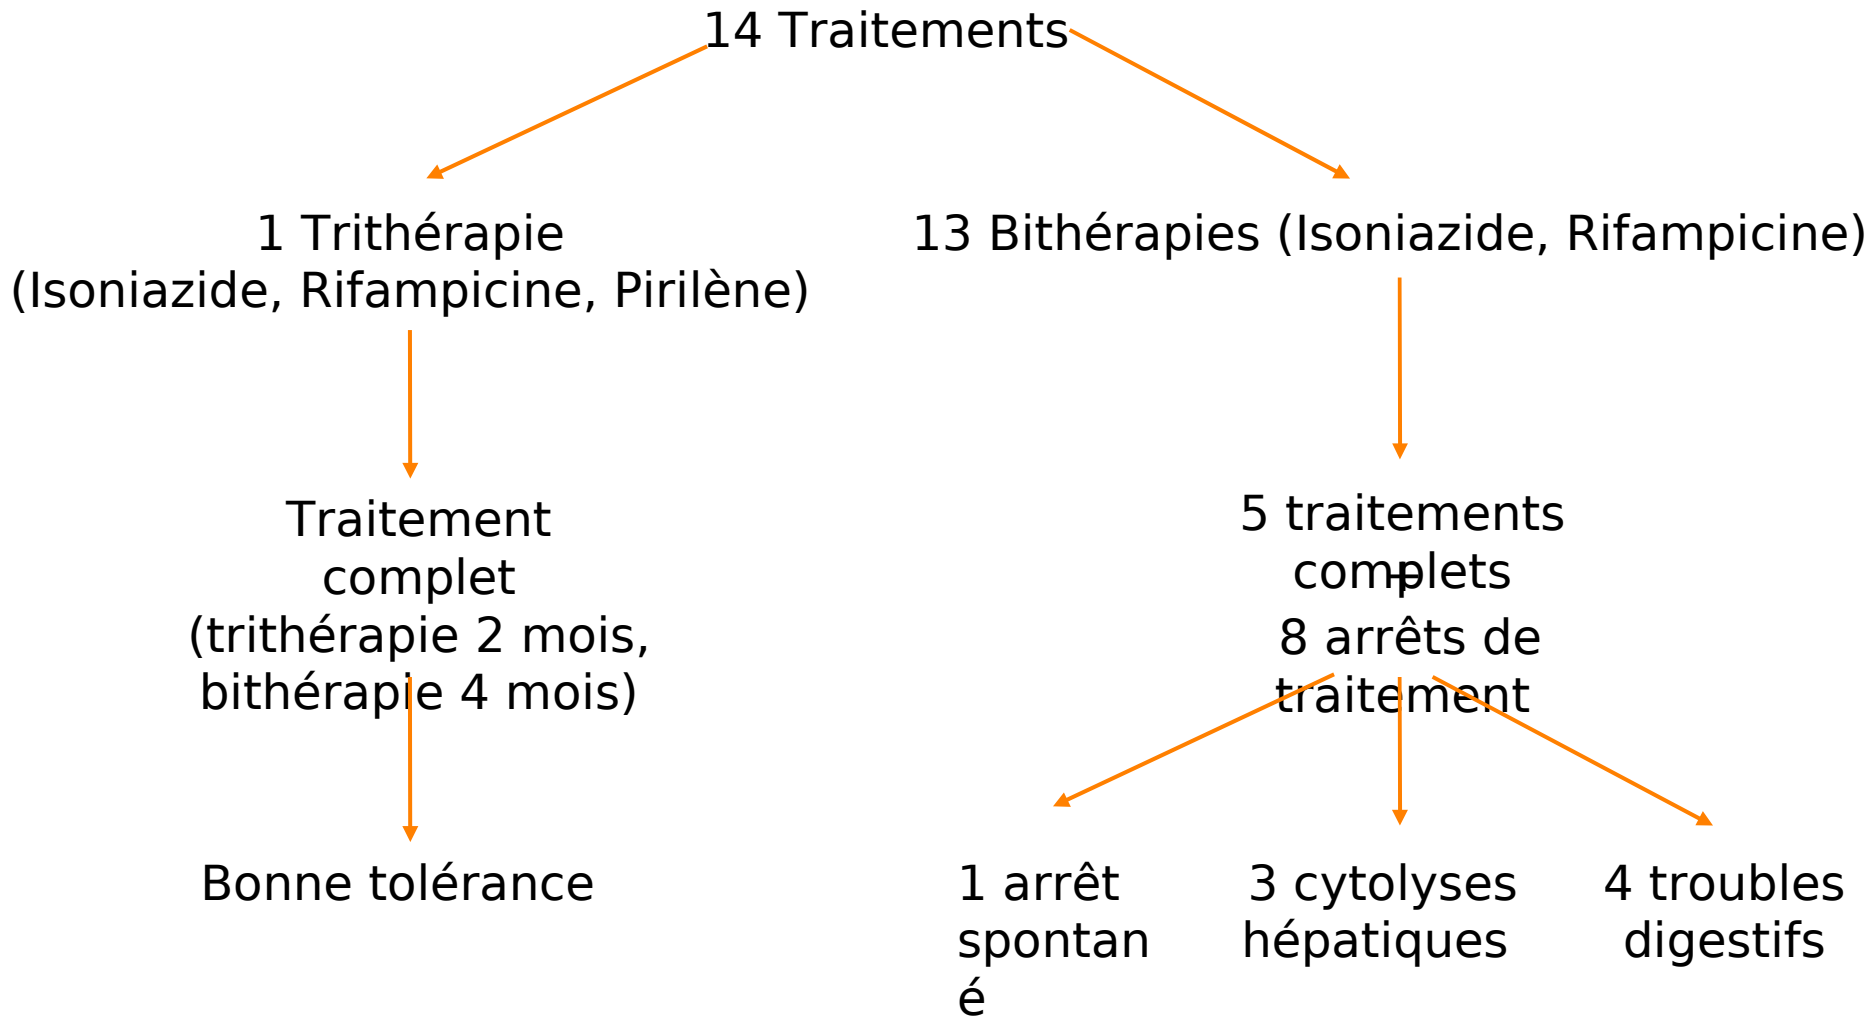 14 Traitements
1 Trithérapie
(Isoniazide, Rifampicine, Pirilène)
13 Bithérapies (Isoniazide, Rifampicine)
Traitement
complet
(trithérapie 2 mois,
bithérapie 4 mois)
5 traitements
complets
+
8 arrêts de
traitement
Bonne tolérance
1 arrêt
spontan
é
3 cytolyses
hépatiques
4 troubles
digestifs